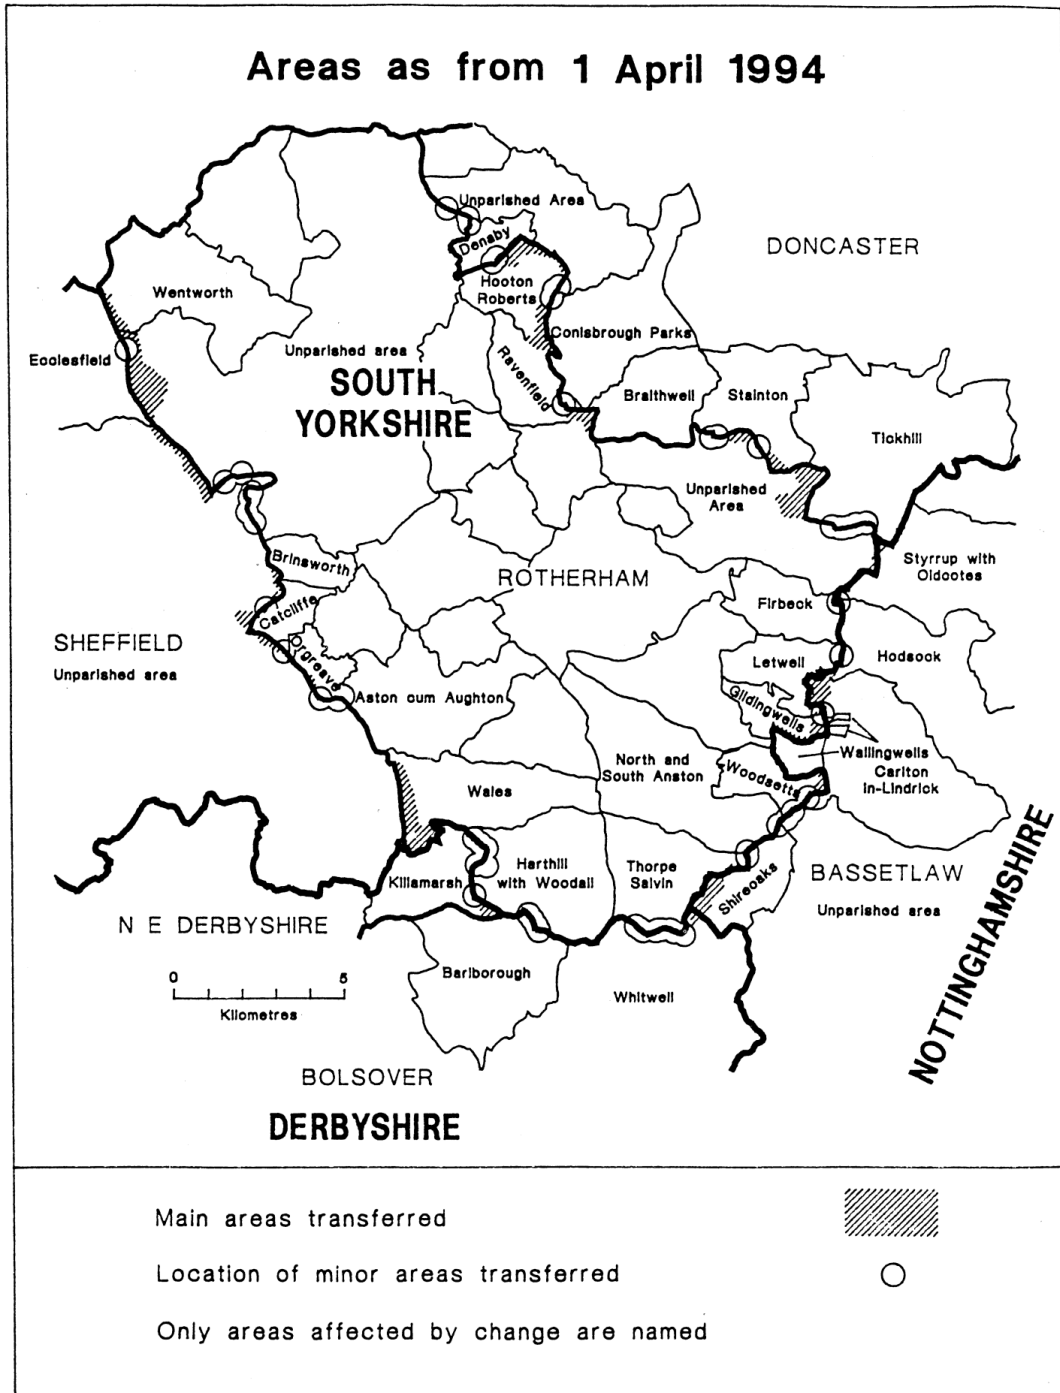 Areas as from 1 April 1994
Unparished Area
Denaby
DONCASTER
Hooton
Roberts
Wentworth
Conisbrough Parks
Ecclesfield
Unparished area
SOUTH
YORKSHIRE
Ravenfield
Braithwell
Stainton
Tickhill
Unparished
Area
Brinsworth
ROTHERHAM
Styrrup with
Oldcotes
Firbeck
Catcliffe
SHEFFIELD
Unparished area
Orgreave
Letwell
Hodsock
Aston cum Aughton
Gildingwells
North and
South Anston
Woodsetts
Wallingwells
Carlton
in-Lindrick
Wales
Killamarsh
Harthill
with Woodall
Thorpe
Salvin
Shireoaks
BASSETLAW
Unparished area
NOTTINGHAMSHIRE
N E DERBYSHIRE
0 5
Kilometres
Barlborough
Whitwell
BOLSOVER
DERBYSHIRE
Main areas transferred
Location of minor areas transferred
Only areas affected by change are named